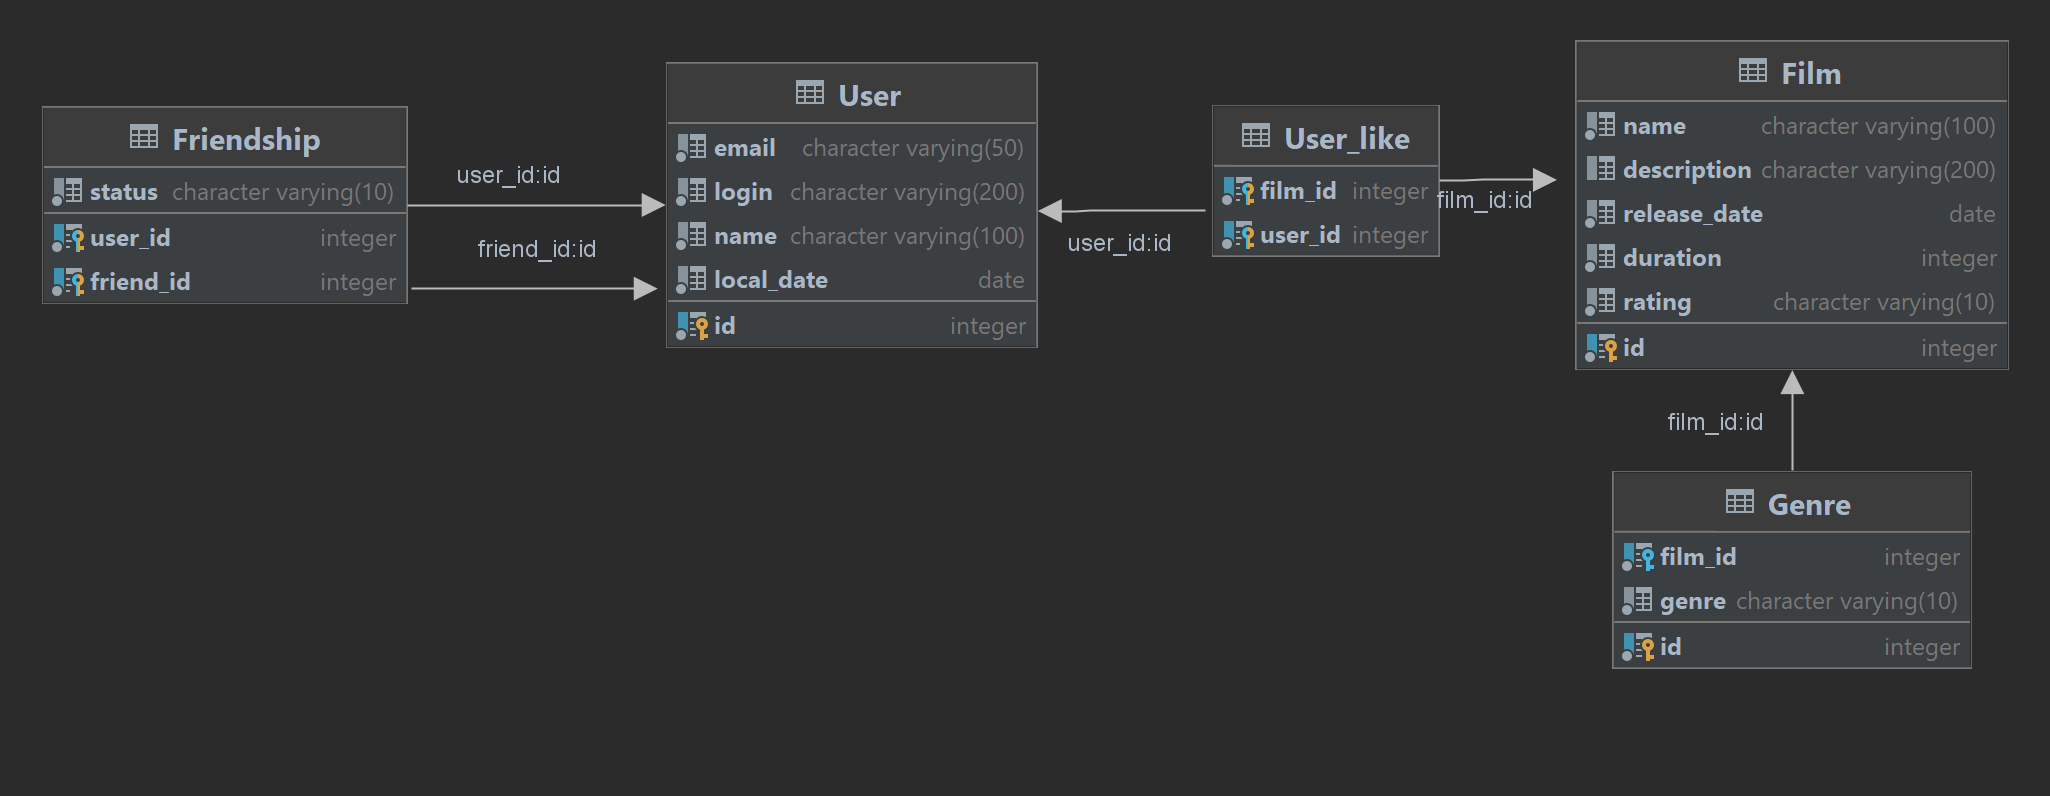 Friendship
status character varying(10)
user_id integer
friend_id integer
user_id:id
friend_id:id
User
email character varying(50)
login character varying(200)
name character varying(100)
local_date date
id integer
user_id:id
User_like
film_id integer
user_id integer
film_id:id
Film
name character varying(100)
description character varying(200)
release_date date
duration integer
rating character varying(10)
id integer
film_id:id
Genre
film_id integer
genre character varying(10)
id integer